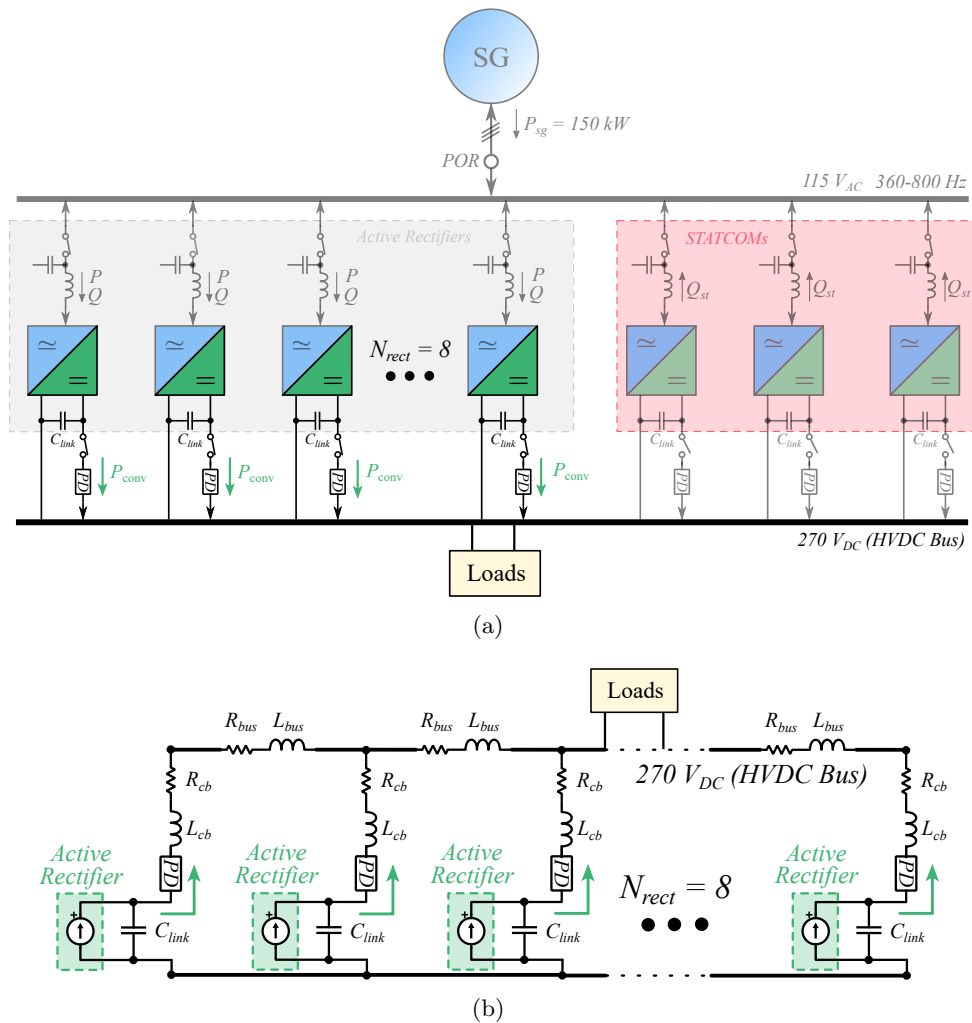 SG
P_sg = 150 kW
POR
115 V_AC 360-800 Hz
Active Rectifiers
STATCOMs
P Q
P Q
P Q
P Q
Q_st
Q_st
Q_st
N_rect = 8
C_link
C_link
C_link
C_link
C_link
C_link
C_link
PD
PD
PD
PD
PD
PD
PD
P_conv
P_conv
P_conv
P_conv
270 V_DC (HVDC Bus)
Loads
(a)
Loads
R_bus L_bus
R_bus L_bus
R_bus L_bus
270 V_DC (HVDC Bus)
R_cb
R_cb
R_cb
R_cb
L_cb
L_cb
L_cb
L_cb
Active Rectifier
Active Rectifier
Active Rectifier
Active Rectifier
PD
PD
PD
PD
N_rect = 8
C_link
C_link
C_link
C_link
(b)